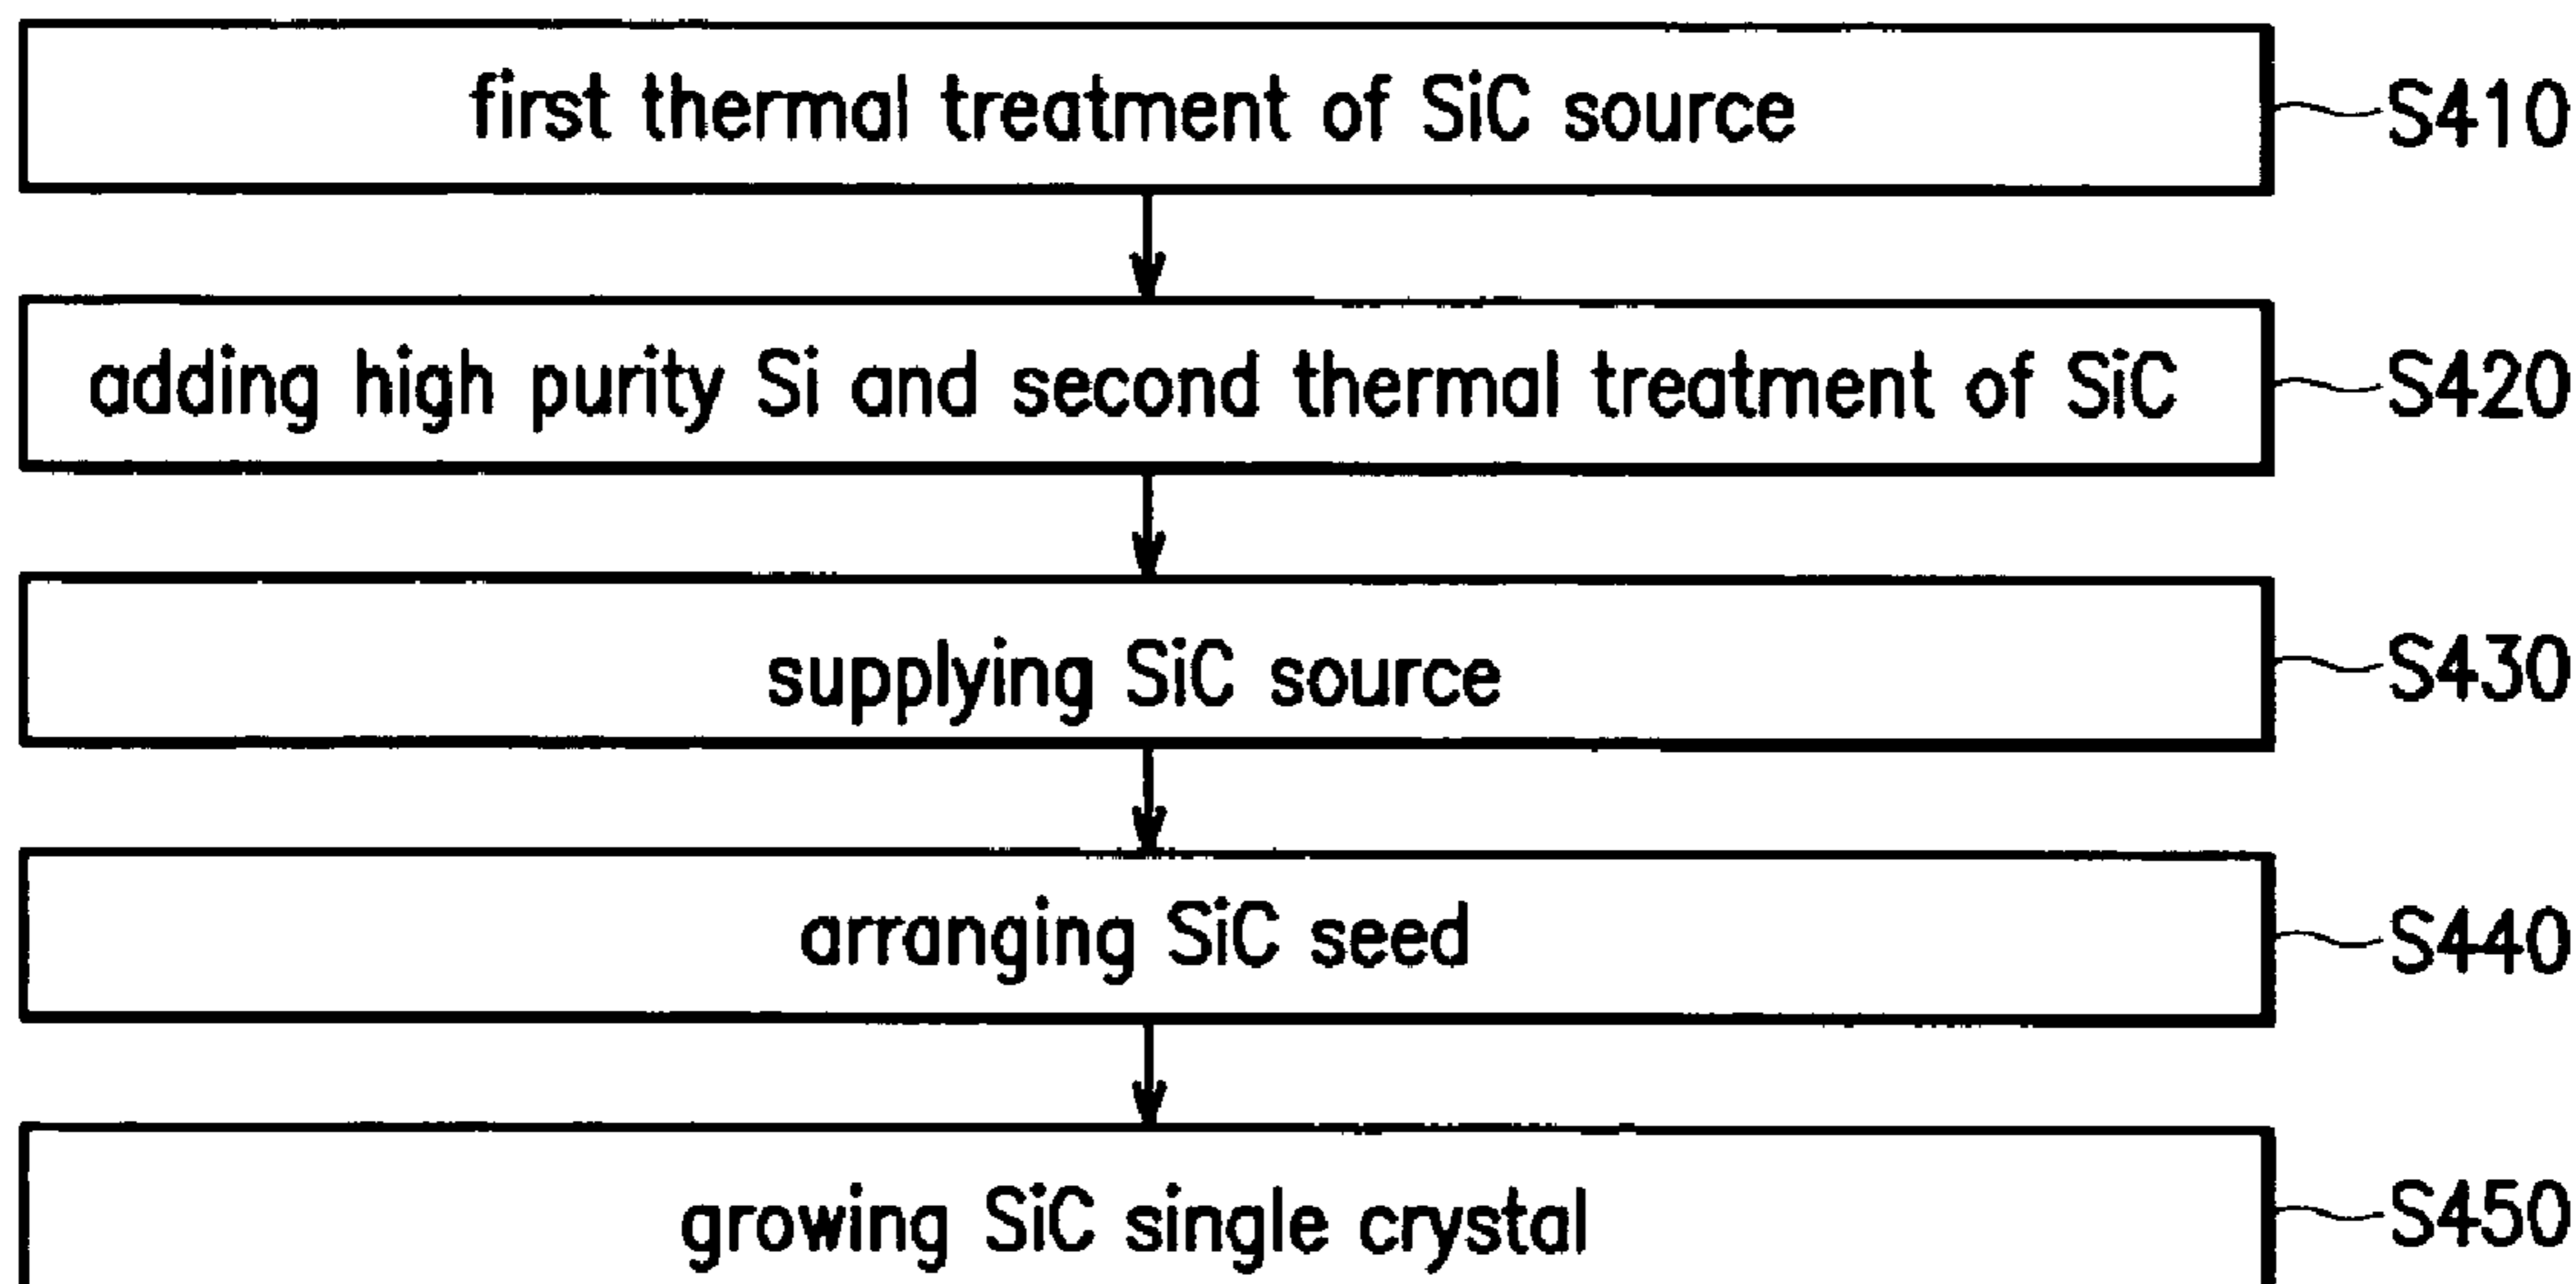 first thermal treatment of SiC source
S410
adding high purity Si and second thermal treatment of SiC
S420
supplying SiC source
S430
arranging SiC seed
S440
growing SiC single crystal
S450